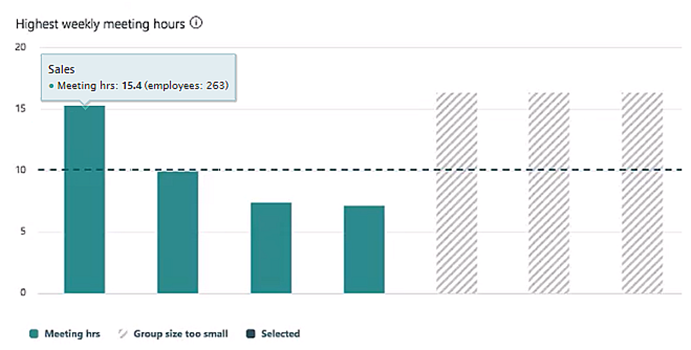 Highest weekly meeting hours
20
Sales
Meeting hrs: 15.4 (employees: 263)
15
10
5
0
Meeting hrs
Group size too small
Selected